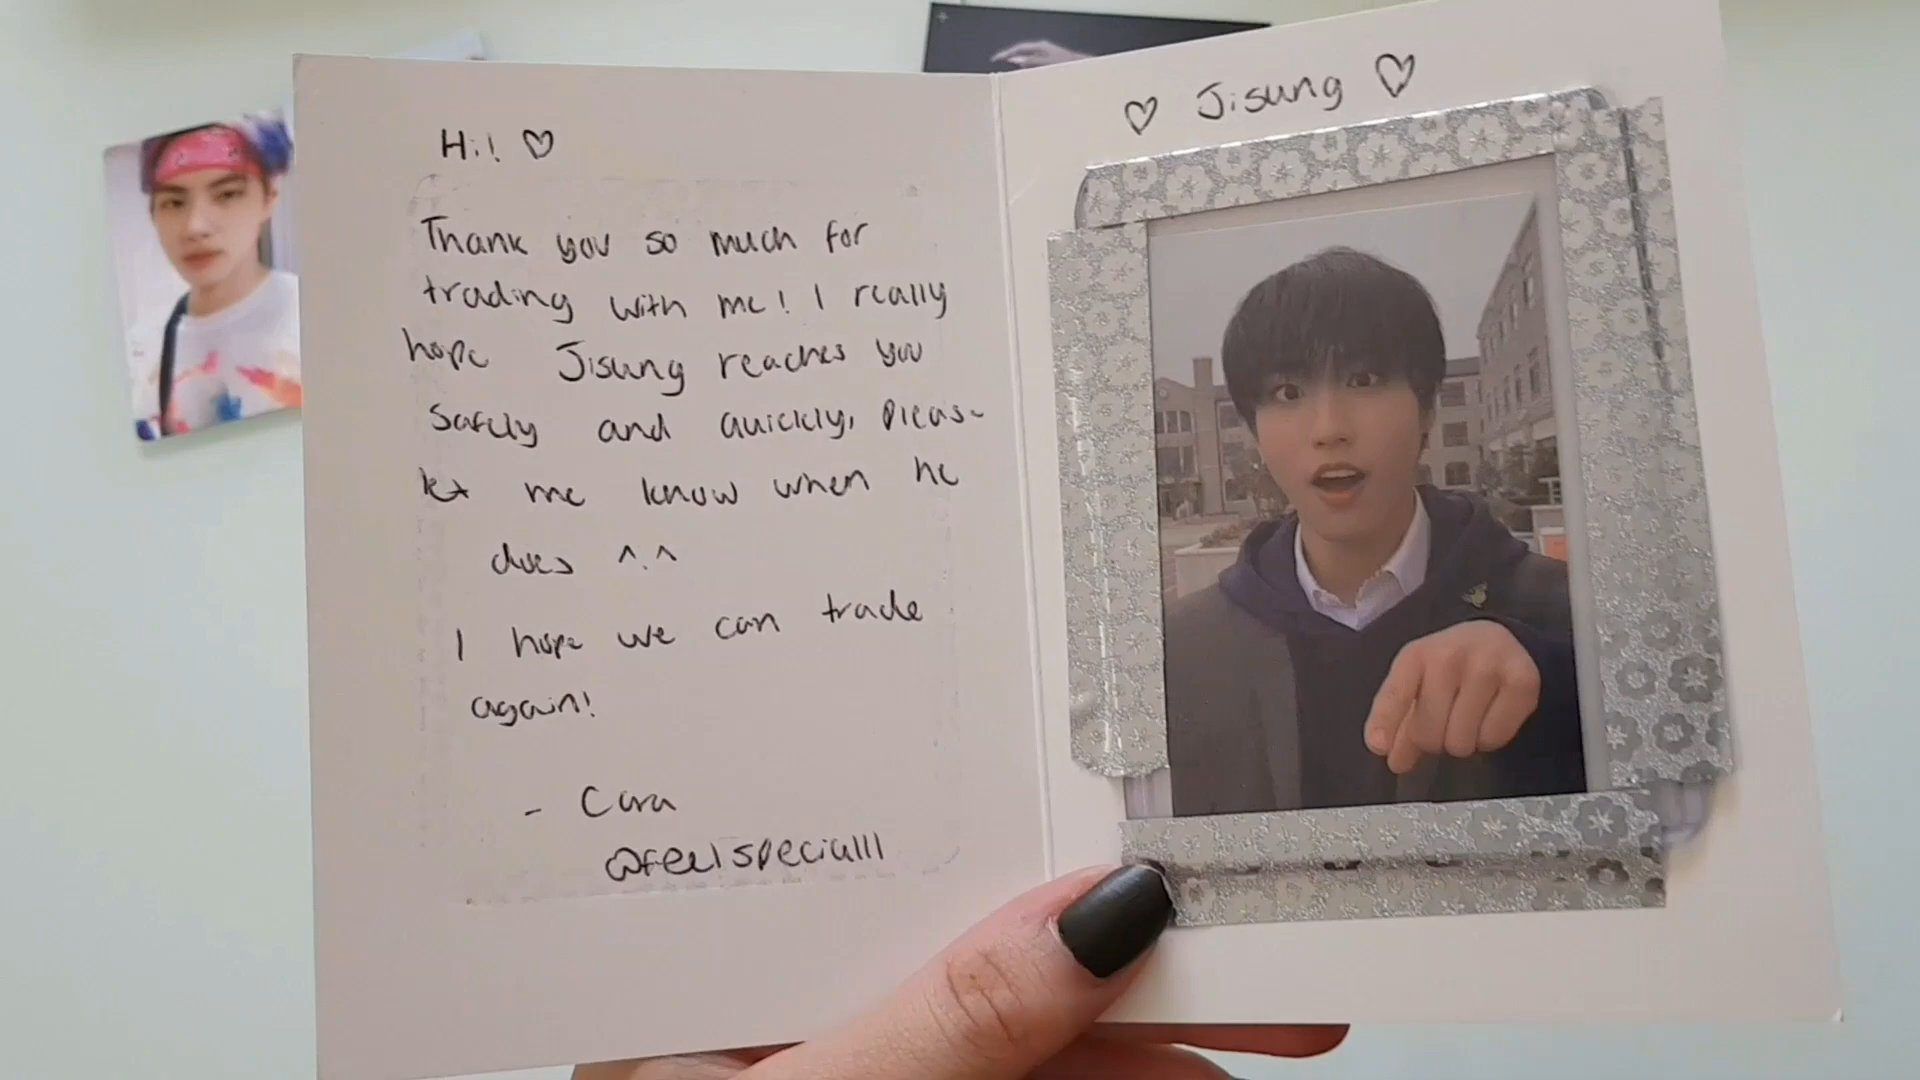 Hi! ♡
Thank you so much for
trading with me! I really
hope Jisung reaches you
safely and quickly, please
let me know when he
does ^.^
I hope we can trade
again!
- Cara
@feelspecialll
♡ Jisung ♡